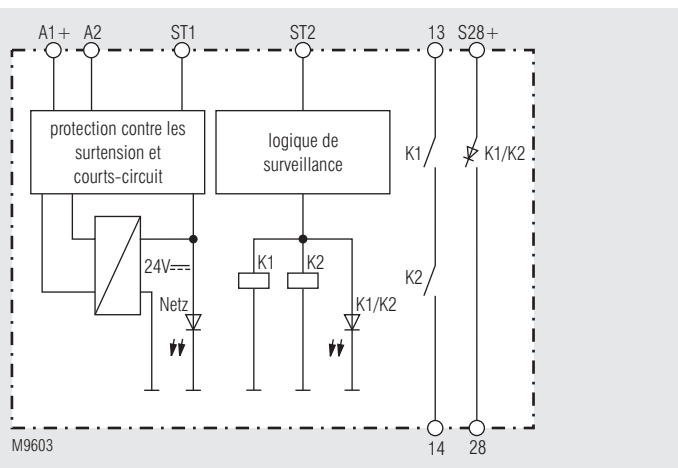 A1+ A2 ST1 ST2 13 S28+
protection contre les
surtension et
courts-circuit
logique de
surveillance
K1
K1/K2
24V
K1
K2
K2
Netz
K1/K2
M9603
14 28